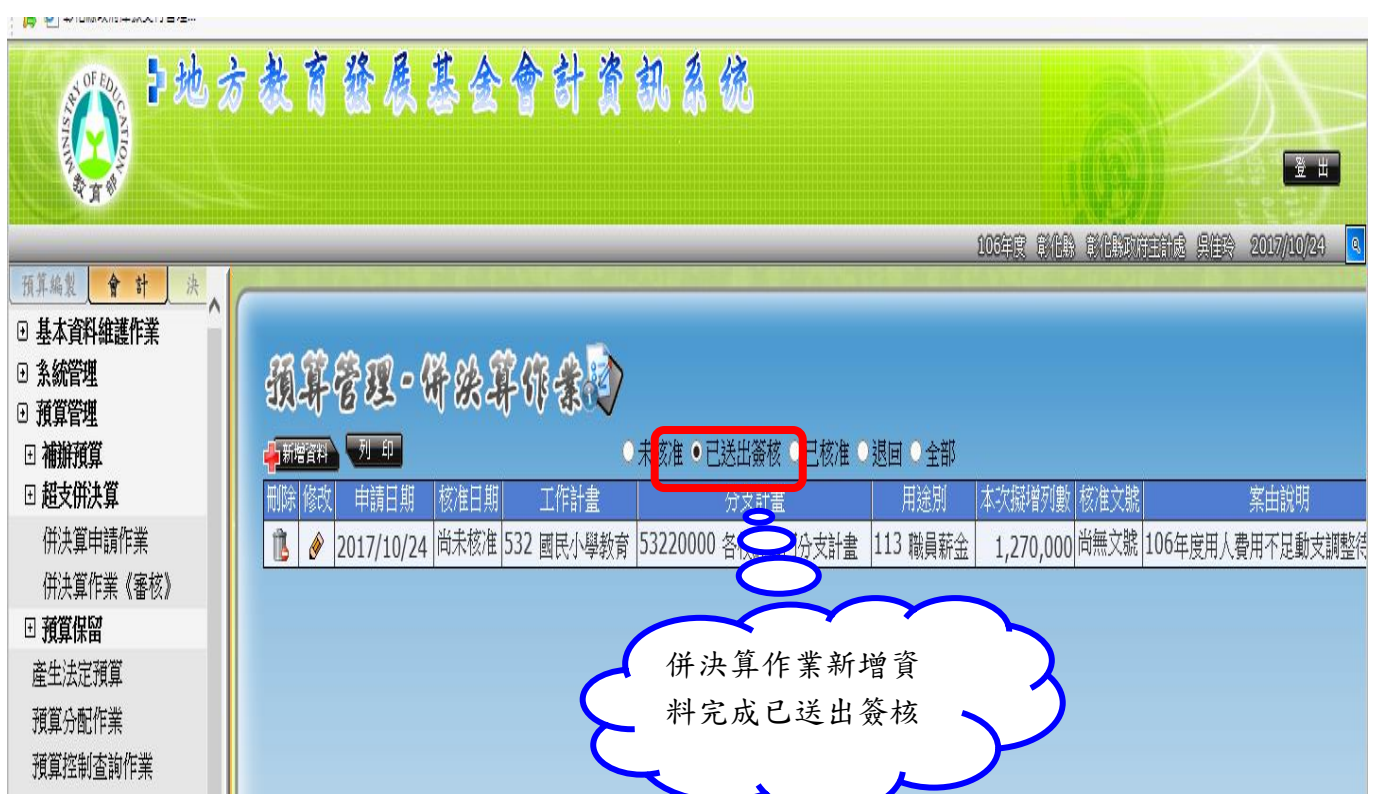 地方教育發展基金會計資訊系統
MINISTRY OF EDUCATION
教育部
登出
106年度 彰化縣 彰化縣政府主計處 吳佳玲 2017/10/24
預算編製 會計 決
基本資料維護作業
系統管理
預算管理
補辦預算
超支併決算
併決算申請作業
併決算作業《審核》
預算保留
產生法定預算
預算分配作業
預算控制查詢作業
預算管理-併決算作業
新增資料 列印 未核准 已送出簽核 已核准 退回 全部
刪除 修改 申請日期 核准日期 工作計畫 分支計畫 用途別 本次擬增列數 核准文號 案由說明
2017/10/24 尚未核准 532 國民小學教育 53220000 各校 分支計畫 113 職員薪金 1,270,000 尚無文號 106年度用人費用不足動支調整待
併決算作業新增資
料完成已送出簽核